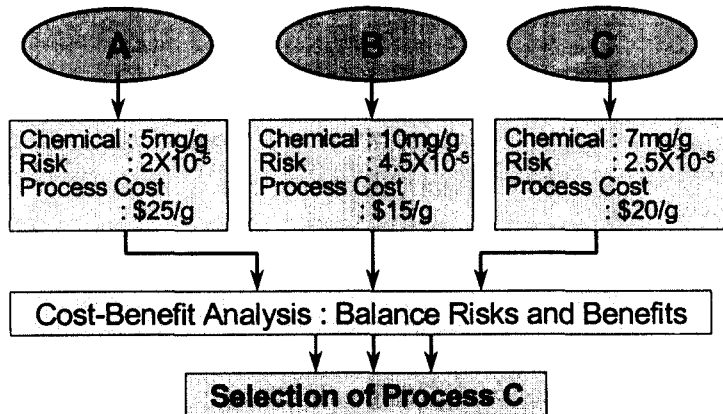 A
B
C
Chemical : 5mg/g
Risk : 2X10⁻⁵
Process Cost
: $25/g
Chemical : 10mg/g
Risk : 4.5X10⁻⁵
Process Cost
: $15/g
Chemical : 7mg/g
Risk : 2.5X10⁻⁵
Process Cost
: $20/g
Cost-Benefit Analysis : Balance Risks and Benefits
Selection of Process C